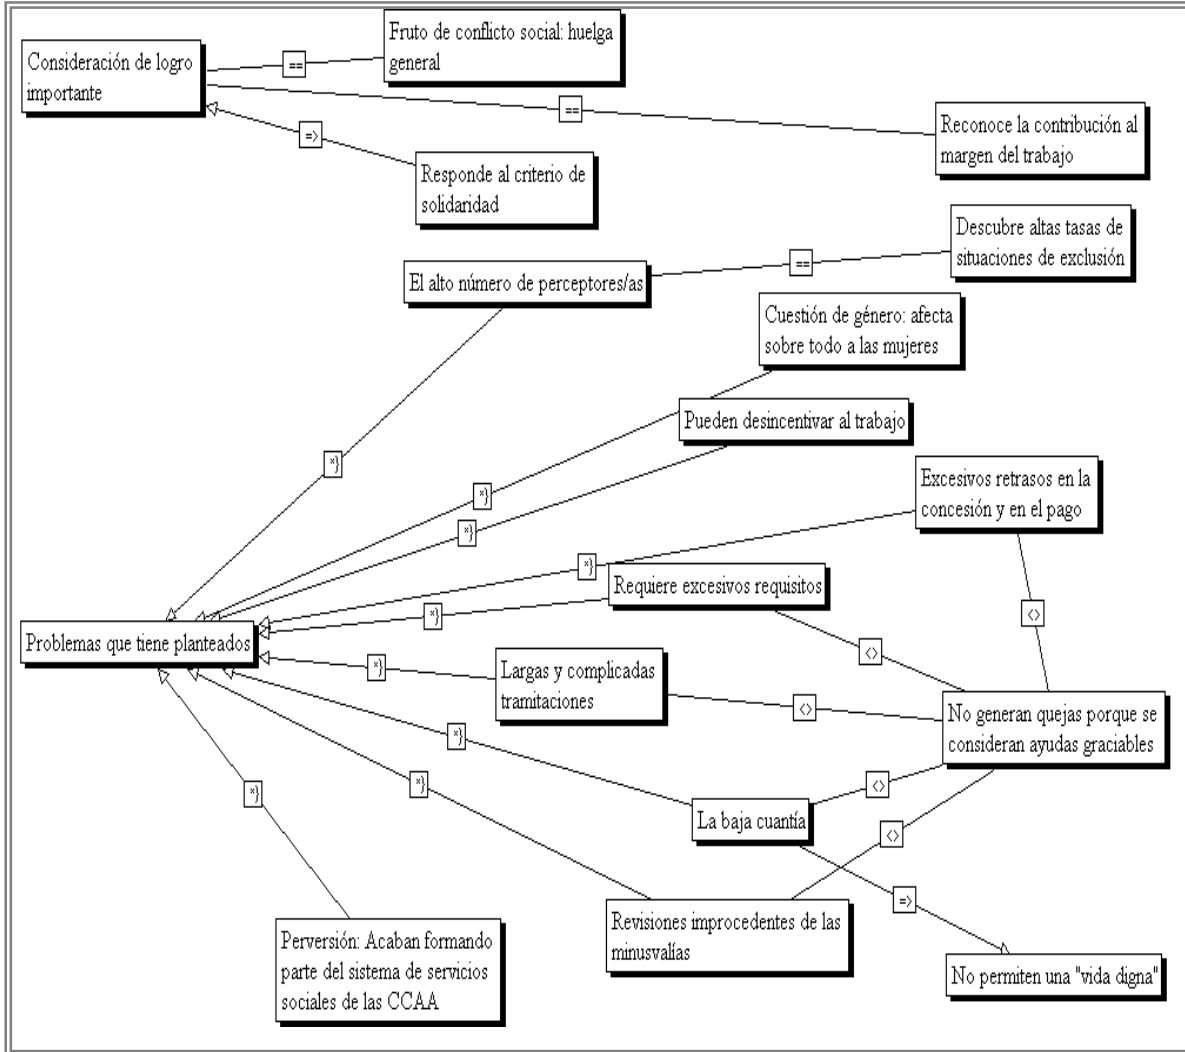 Fruto de conflicto social: huelga
general
Consideración de logro
importante
==
==
Reconoce la contribución al
margen del trabajo
=>
Responde al criterio de
solidaridad
Descubre altas tasas de
situaciones de exclusión
==
El alto número de perceptores/as
Cuestión de género: afecta
sobre todo a las mujeres
Pueden desincentivar al trabajo
*}
Excesivos retrasos en la
concesión y en el pago
*}
*}
*}
Requiere excesivos requisitos
*}
<>
Problemas que tiene planteados
<>
Largas y complicadas
tramitaciones
*}
<>
No generan quejas porque se
consideran ayudas graciables
*}
*}
<>
*}
La baja cuantía
<>
=>
Revisiones improcedentes de las
minusvalías
Perversión: Acaban formando
parte del sistema de servicios
sociales de las CCAA
No permiten una "vida digna"